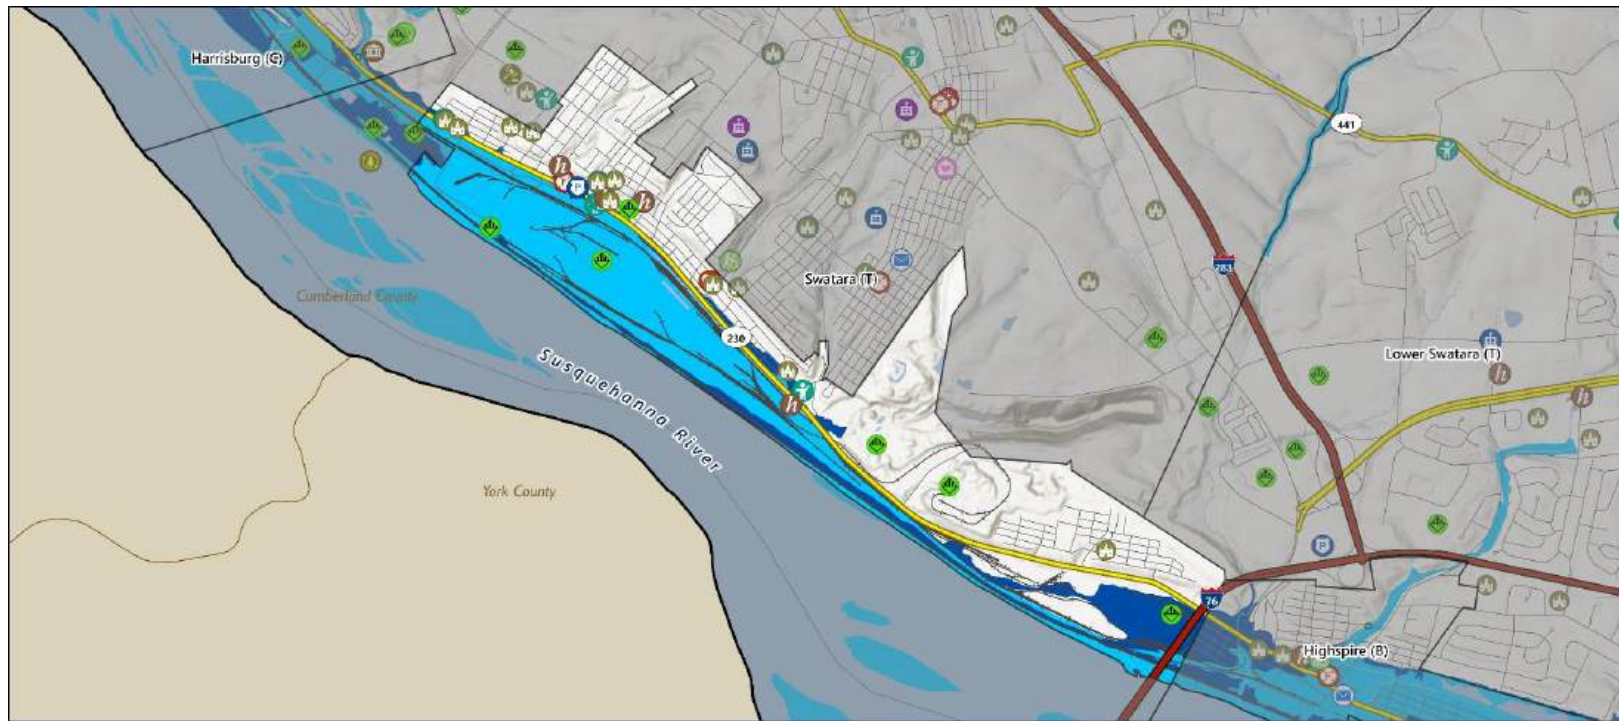 Harrisburg (C)
441
283
Swatara (T)
Cumberland County
230
Lower Swatara (T)
Susquehanna River
York County
P
h
h
h
h
h
P
76
Highspire (B)